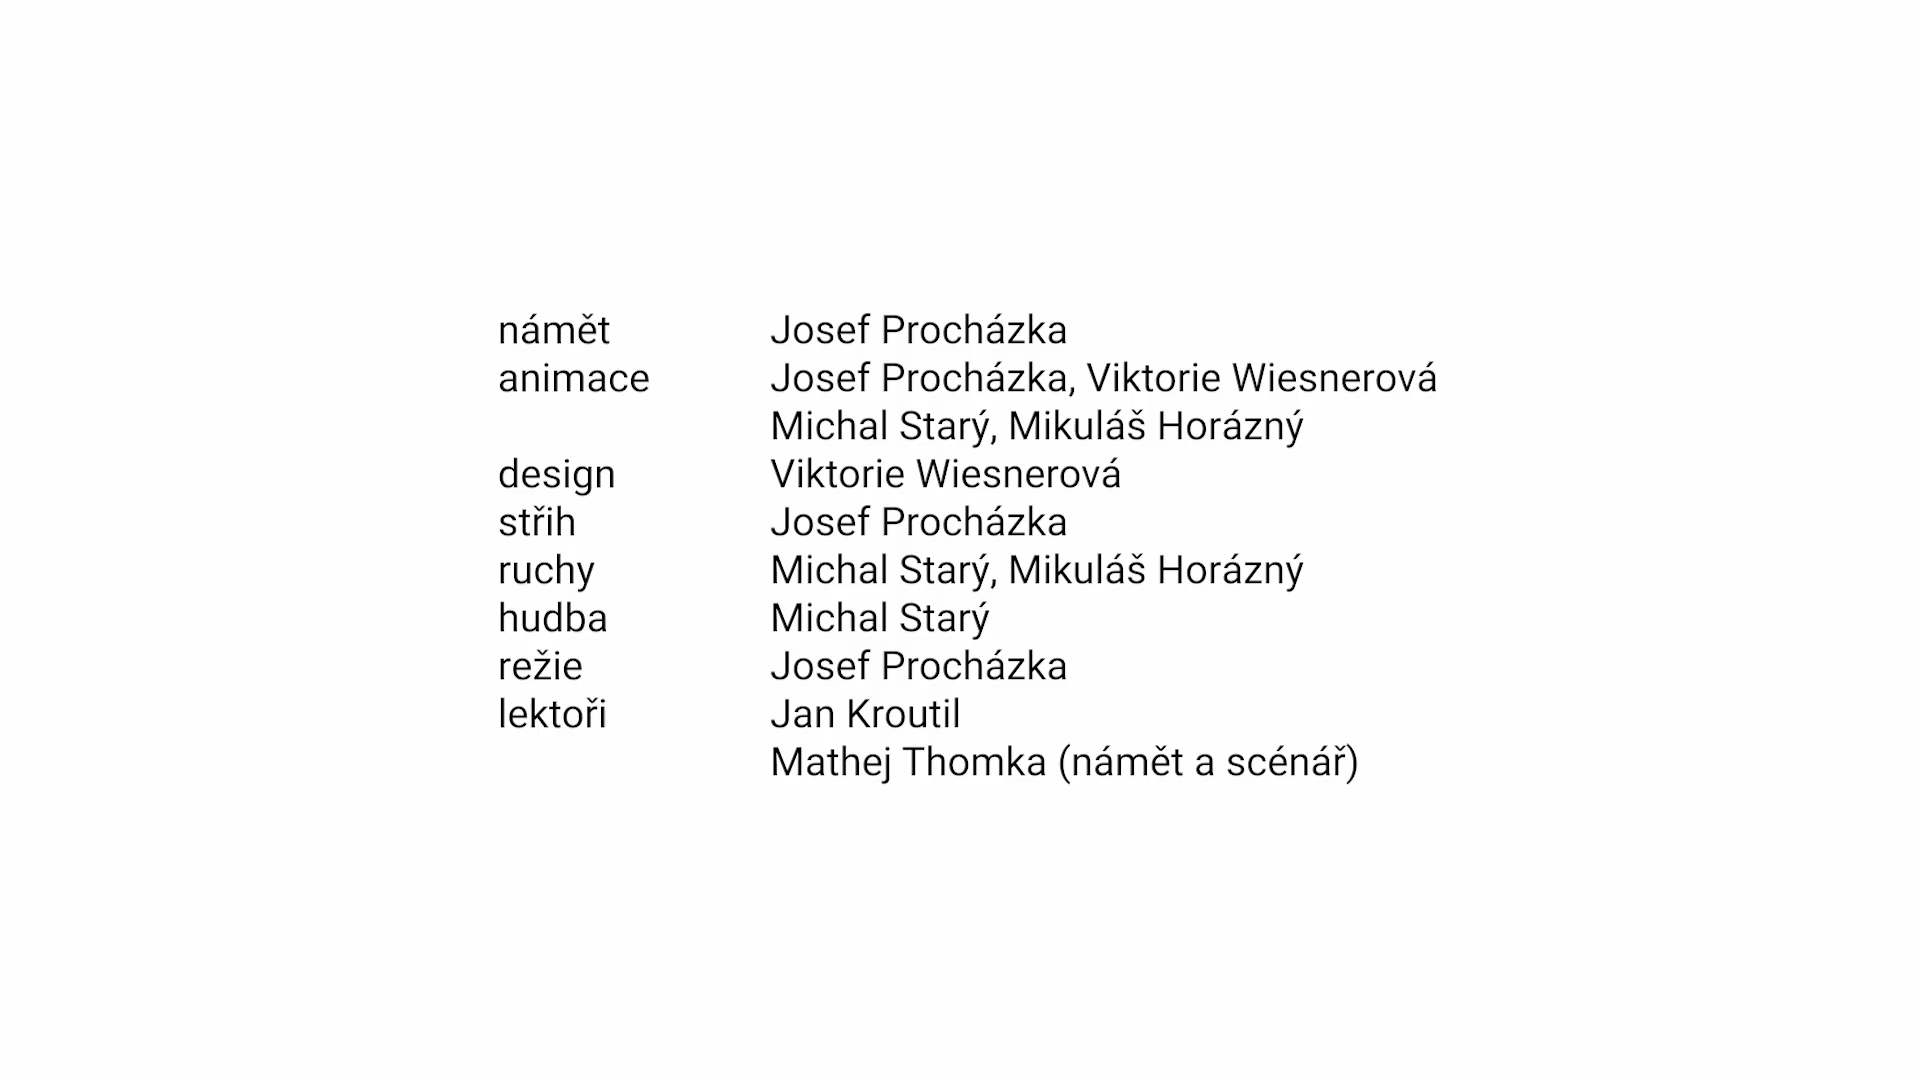 námět Josef Procházka
animace Josef Procházka, Viktorie Wiesnerová
Michal Starý, Mikuláš Horázný
design Viktorie Wiesnerová
střih Josef Procházka
ruchy Michal Starý, Mikuláš Horázný
hudba Michal Starý
režie Josef Procházka
lektoři Jan Kroutil
Mathej Thomka (námět a scénář)